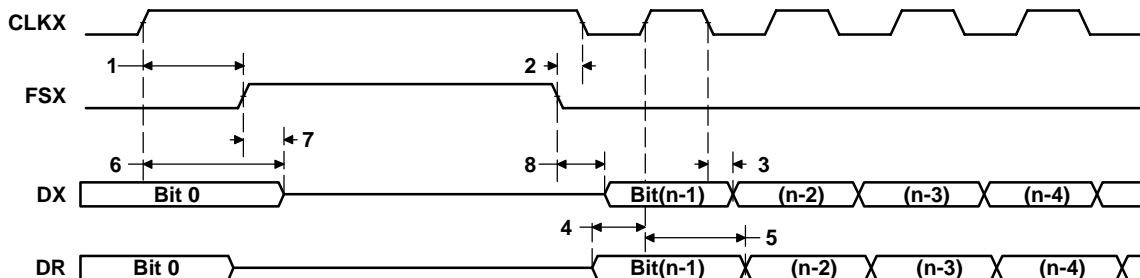 CLKX
1 2
FSX
7
6 8 3
DX Bit 0 Bit(n-1) (n-2) (n-3) (n-4)
4 5
DR Bit 0 Bit(n-1) (n-2) (n-3) (n-4)